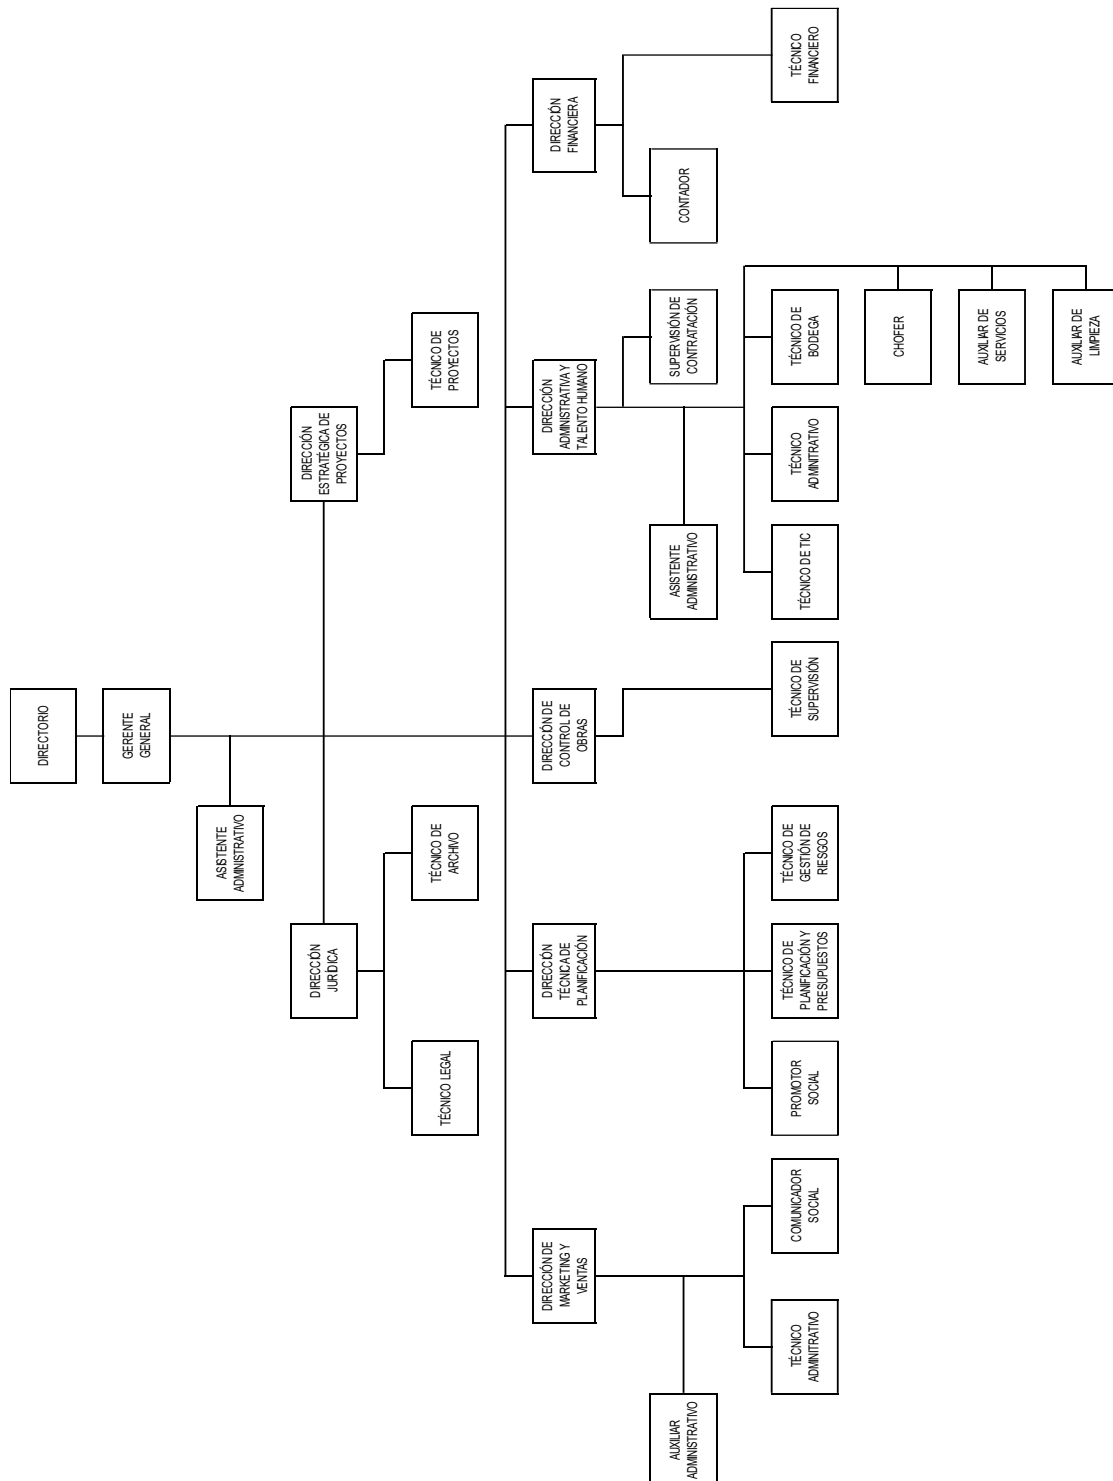 DIRECTORIO
GERENTE
GENERAL
ASISTENTE
ADMINISTRATIVO
DIRECCIÓN
JURÍDICA
DIRECCIÓN
ESTRATÉGICA DE
PROYECTOS
TÉCNICO LEGAL
TÉCNICO DE
ARCHIVO
TÉCNICO DE
PROYECTOS
DIRECCIÓN DE
MARKETING Y
VENTAS
DIRECCIÓN
TÉCNICA DE
PLANIFICACIÓN
DIRECCIÓN DE
CONTROL DE
OBRAS
DIRECCIÓN
ADMINISTRATIVA Y
TALENTO HUMANO
DIRECCIÓN
FINANCIERA
AUXILIAR
ADMINISTRATIVO
ASISTENTE
ADMINISTRATIVO
SUPERVISIÓN DE
CONTRATACIÓN
CONTADOR
TÉCNICO
ADMINITRATIVO
COMUNICADOR
SOCIAL
PROMOTOR
SOCIAL
TÉCNICO DE
PLANIFICACIÓN Y
PRESUPUESTOS
TÉCNICO DE
GESTIÓN DE
RIESGOS
TÉCNICO DE
SUPERVISIÓN
TÉCNICO DE TIC
TÉCNICO
ADMINITRATIVO
TÉCNICO DE
BODEGA
TÉCNICO
FINANCIERO
CHOFER
AUXILIAR DE
SERVICIOS
AUXILIAR DE
LIMPIEZA